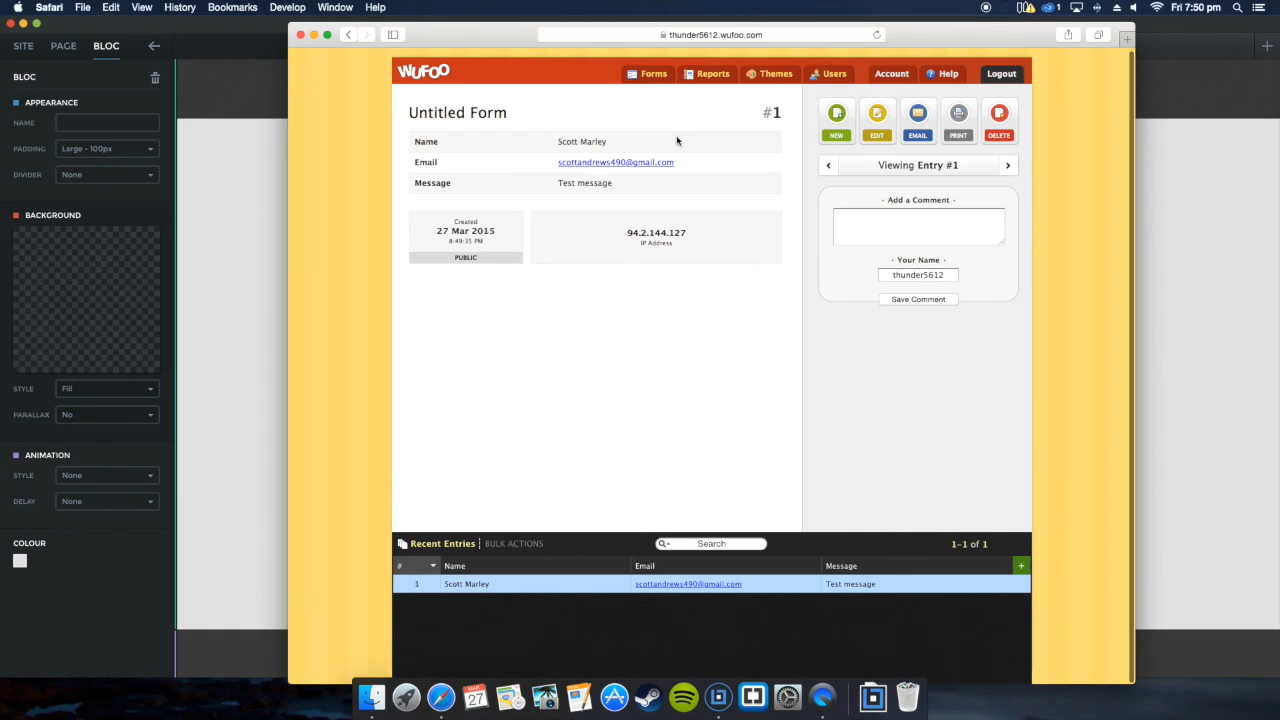 Safari File Edit View History Bookmarks Develop Window Help
1 Fri 7:50 pm
SITE PAGE BLOC
BLOC
APPEARANCE
NAME
PADDING Large - 100px
DIVIDER None
BACKGROUND
STYLE Fill
PARALLAX No
ANIMATION
STYLE None
DELAY None
COLOUR
thunder5612.wufoo.com
WUFOO
Forms Reports Themes Users Account Help Logout
Untitled Form #1
Name Scott Marley
Email scottandrews490@gmail.com
Message Test message
Created
27 Mar 2015
8:49:35 PM
PUBLIC
94.2.144.127
IP Address
NEW EDIT EMAIL PRINT DELETE
Viewing Entry #1
· Add a Comment ·
· Your Name ·
thunder5612
Save Comment
Recent Entries BULK ACTIONS Search 1-1 of 1
# Name Email Message +
1 Scott Marley scottandrews490@gmail.com Test message
MAR
27